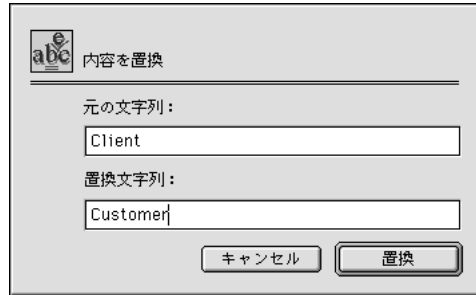 abc
e
内容を置換
元の文字列：
Client
置換文字列：
Customer
キャンセル
置換